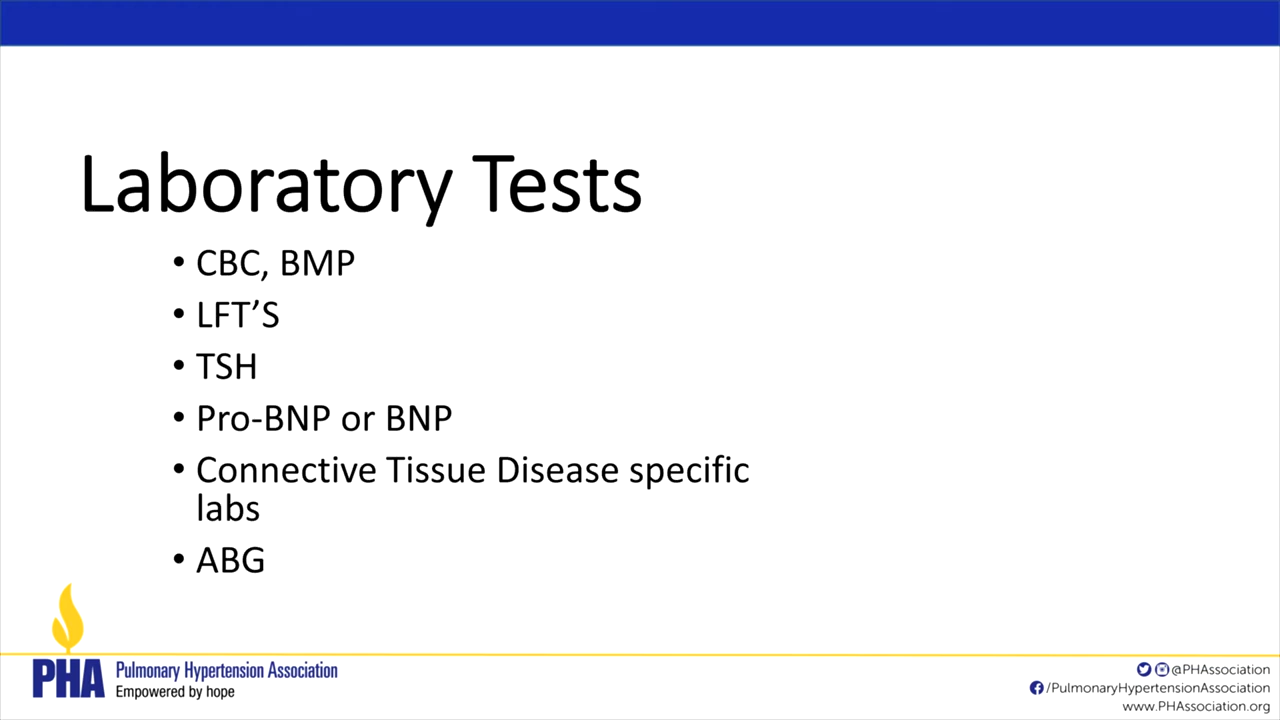 Laboratory Tests
• CBC, BMP
• LFT’S
• TSH
• Pro-BNP or BNP
• Connective Tissue Disease specific
labs
• ABG
PHA Pulmonary Hypertension Association
Empowered by hope
@PHAssociation
/PulmonaryHypertensionAssociation
www.PHAssociation.org